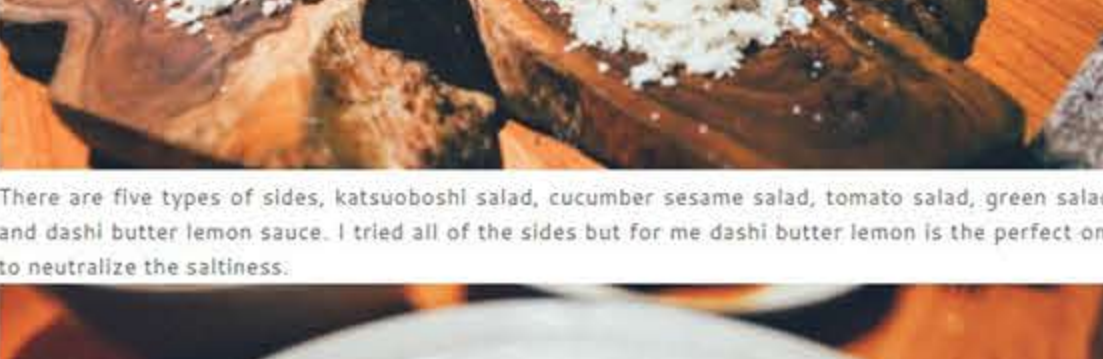 There are five types of sides, katsuoboshi salad, cucumber sesame salad, tomato salad, green
and dashi butter lemon sauce. I tried all of the sides but for me dashi butter lemon is the perfect
to neutralize the saltiness.